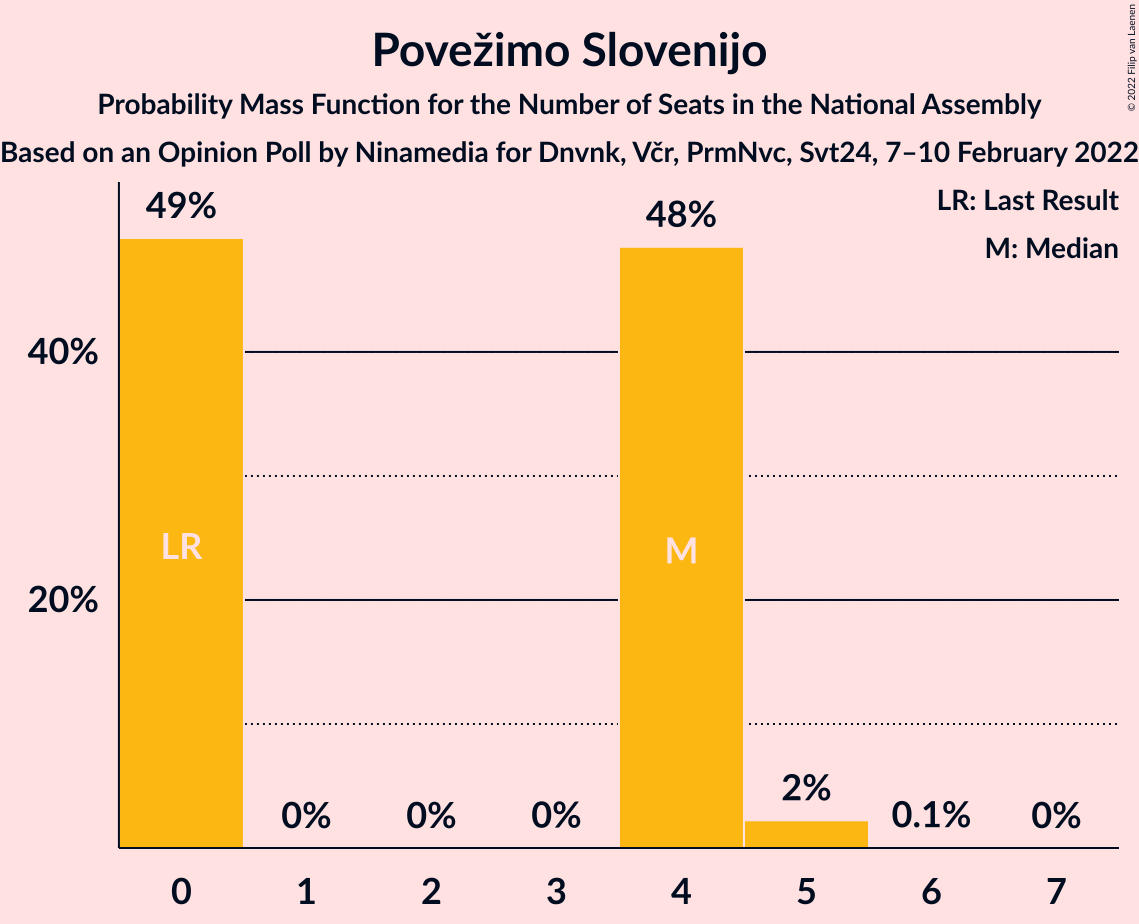 Povežimo Slovenijo
Probability Mass Function for the Number of Seats in the National Assembly
Based on an Opinion Poll by Ninamedia for Dnvnk, Včr, PrmNvc, Svt24, 7–10 February 2022
© 2022 Filip van Laenen
LR: Last Result
M: Median
49%
48%
40%
20%
LR
M
0%
0%
0%
2%
0.1%
0%
0 1 2 3 4 5 6 7